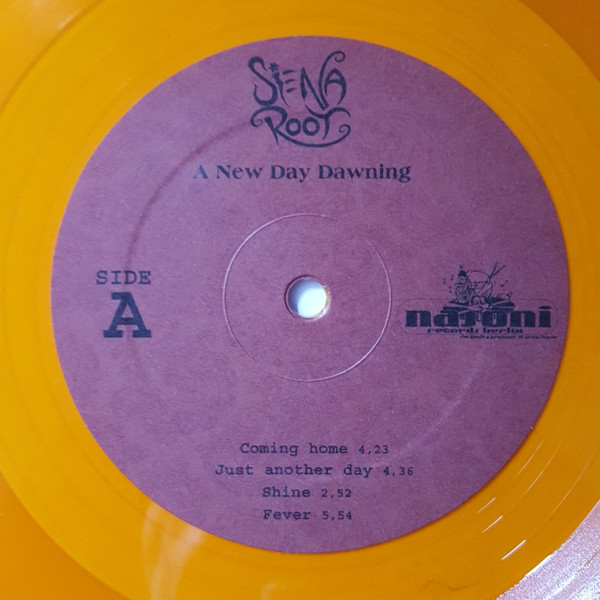 SIENA
ROOT
A New Day Dawning
SIDE
A
nasoni
records berlin
Coming home 4,23
Just another day 4,36
Shine 2,52
Fever 5,54